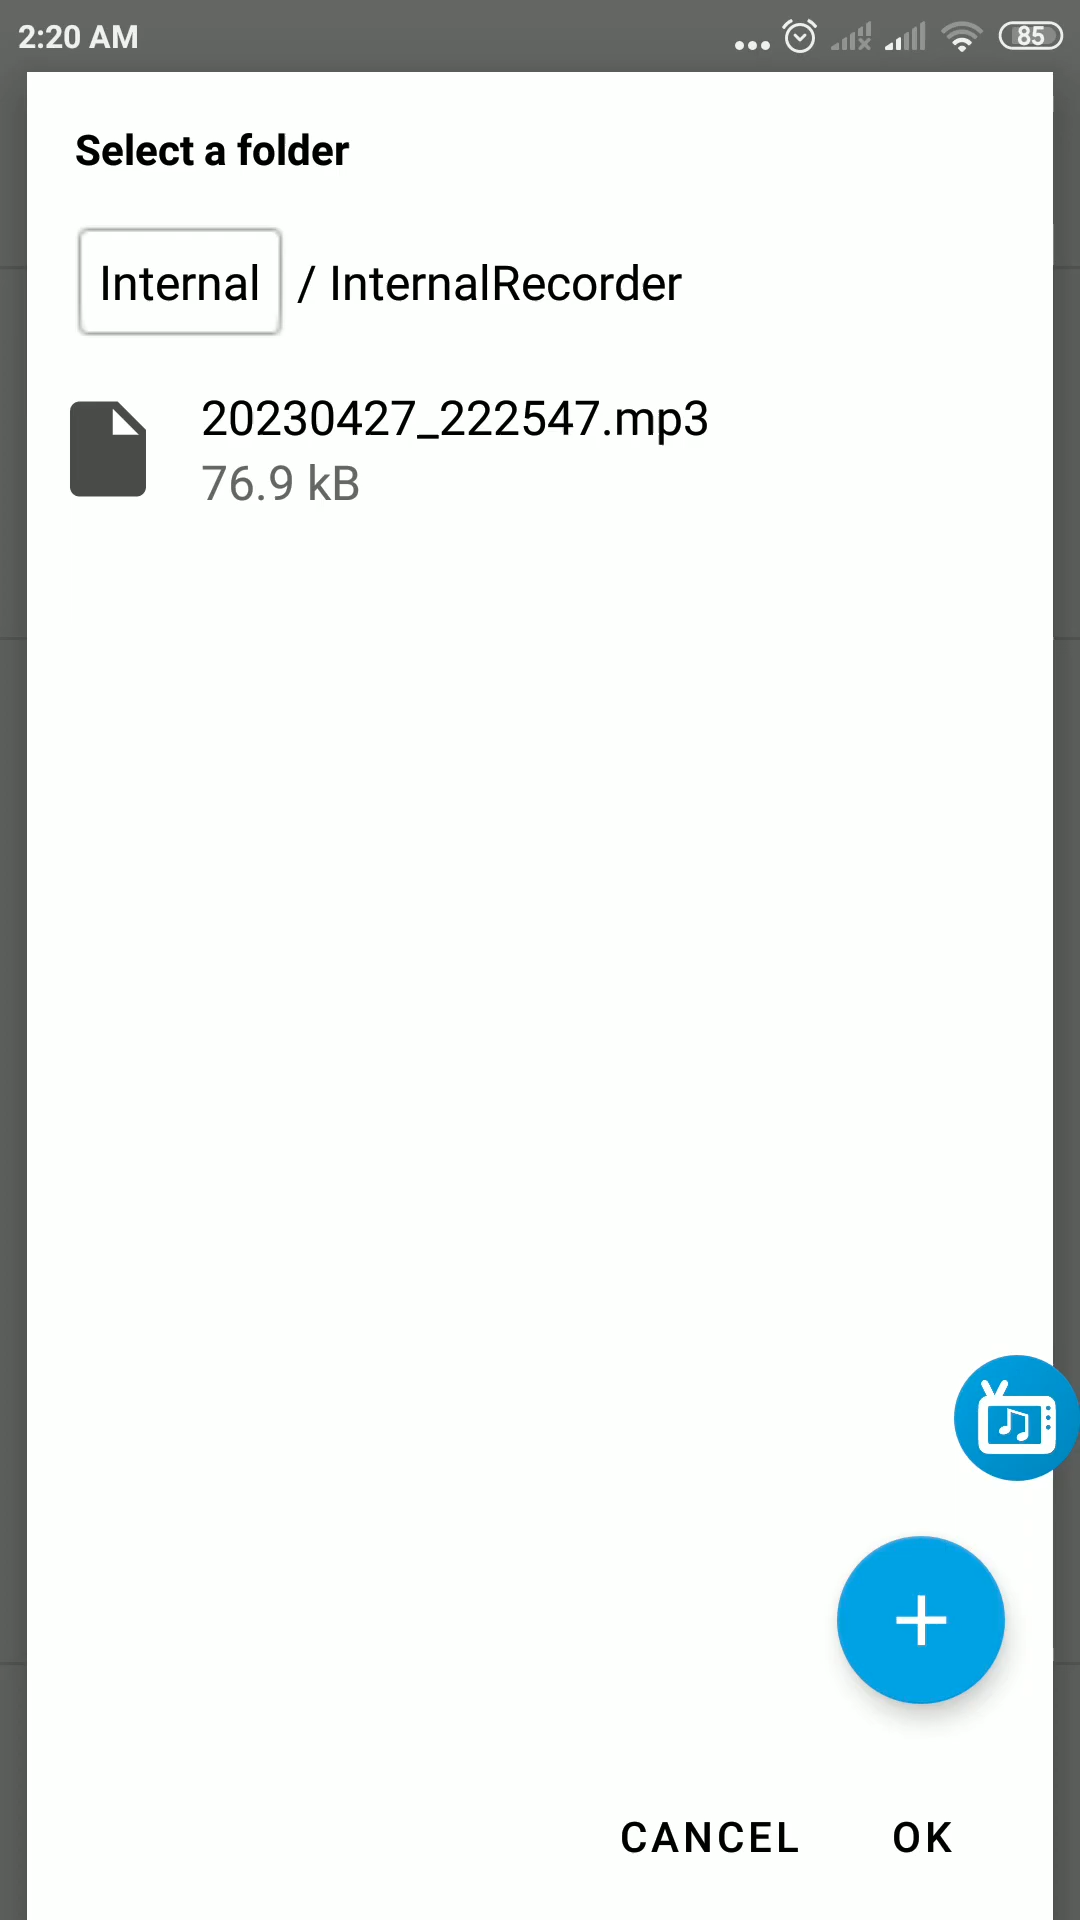 2:20 AM
85
Select a folder
Internal / InternalRecorder
20230427_222547.mp3
76.9 kB
CANCEL OK